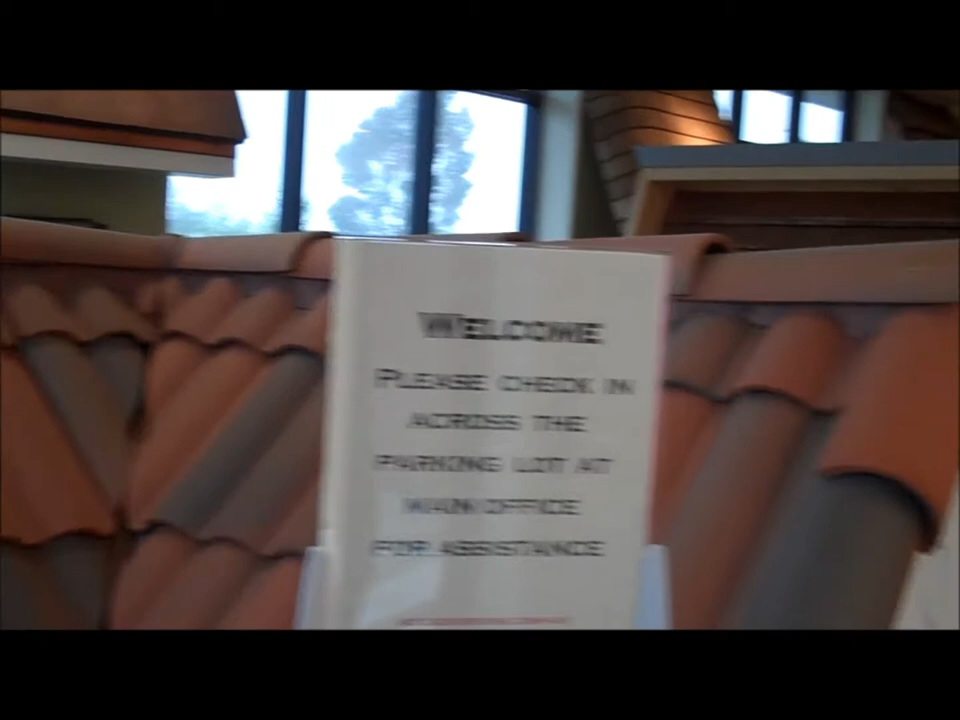 WELCOME
PLEASE CHECK IN
ACROSS THE
PARKING LOT AT
MAIN OFFICE
FOR ASSISTANCE